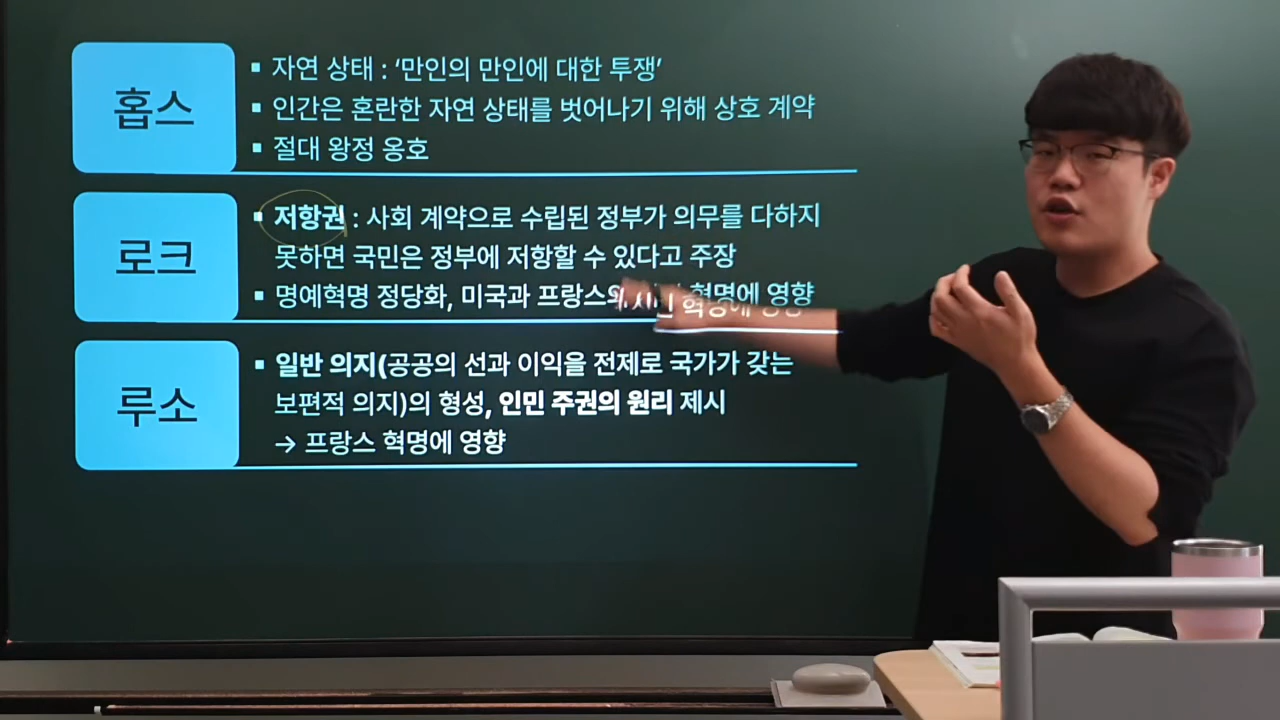 홉스
▪ 자연 상태 : ‘만인의 만인에 대한 투쟁’
▪ 인간은 혼란한 자연 상태를 벗어나기 위해 상호 계약
▪ 절대 왕정 옹호
로크
▪ 저항권 : 사회 계약으로 수립된 정부가 의무를 다하지
못하면 국민은 정부에 저항할 수 있다고 주장
▪ 명예혁명 정당화, 미국과 프랑스의 혁명에 영향
루소
▪ 일반 의지(공공의 선과 이익을 전제로 국가가 갖는
보편적 의지)의 형성, 인민 주권의 원리 제시
→ 프랑스 혁명에 영향